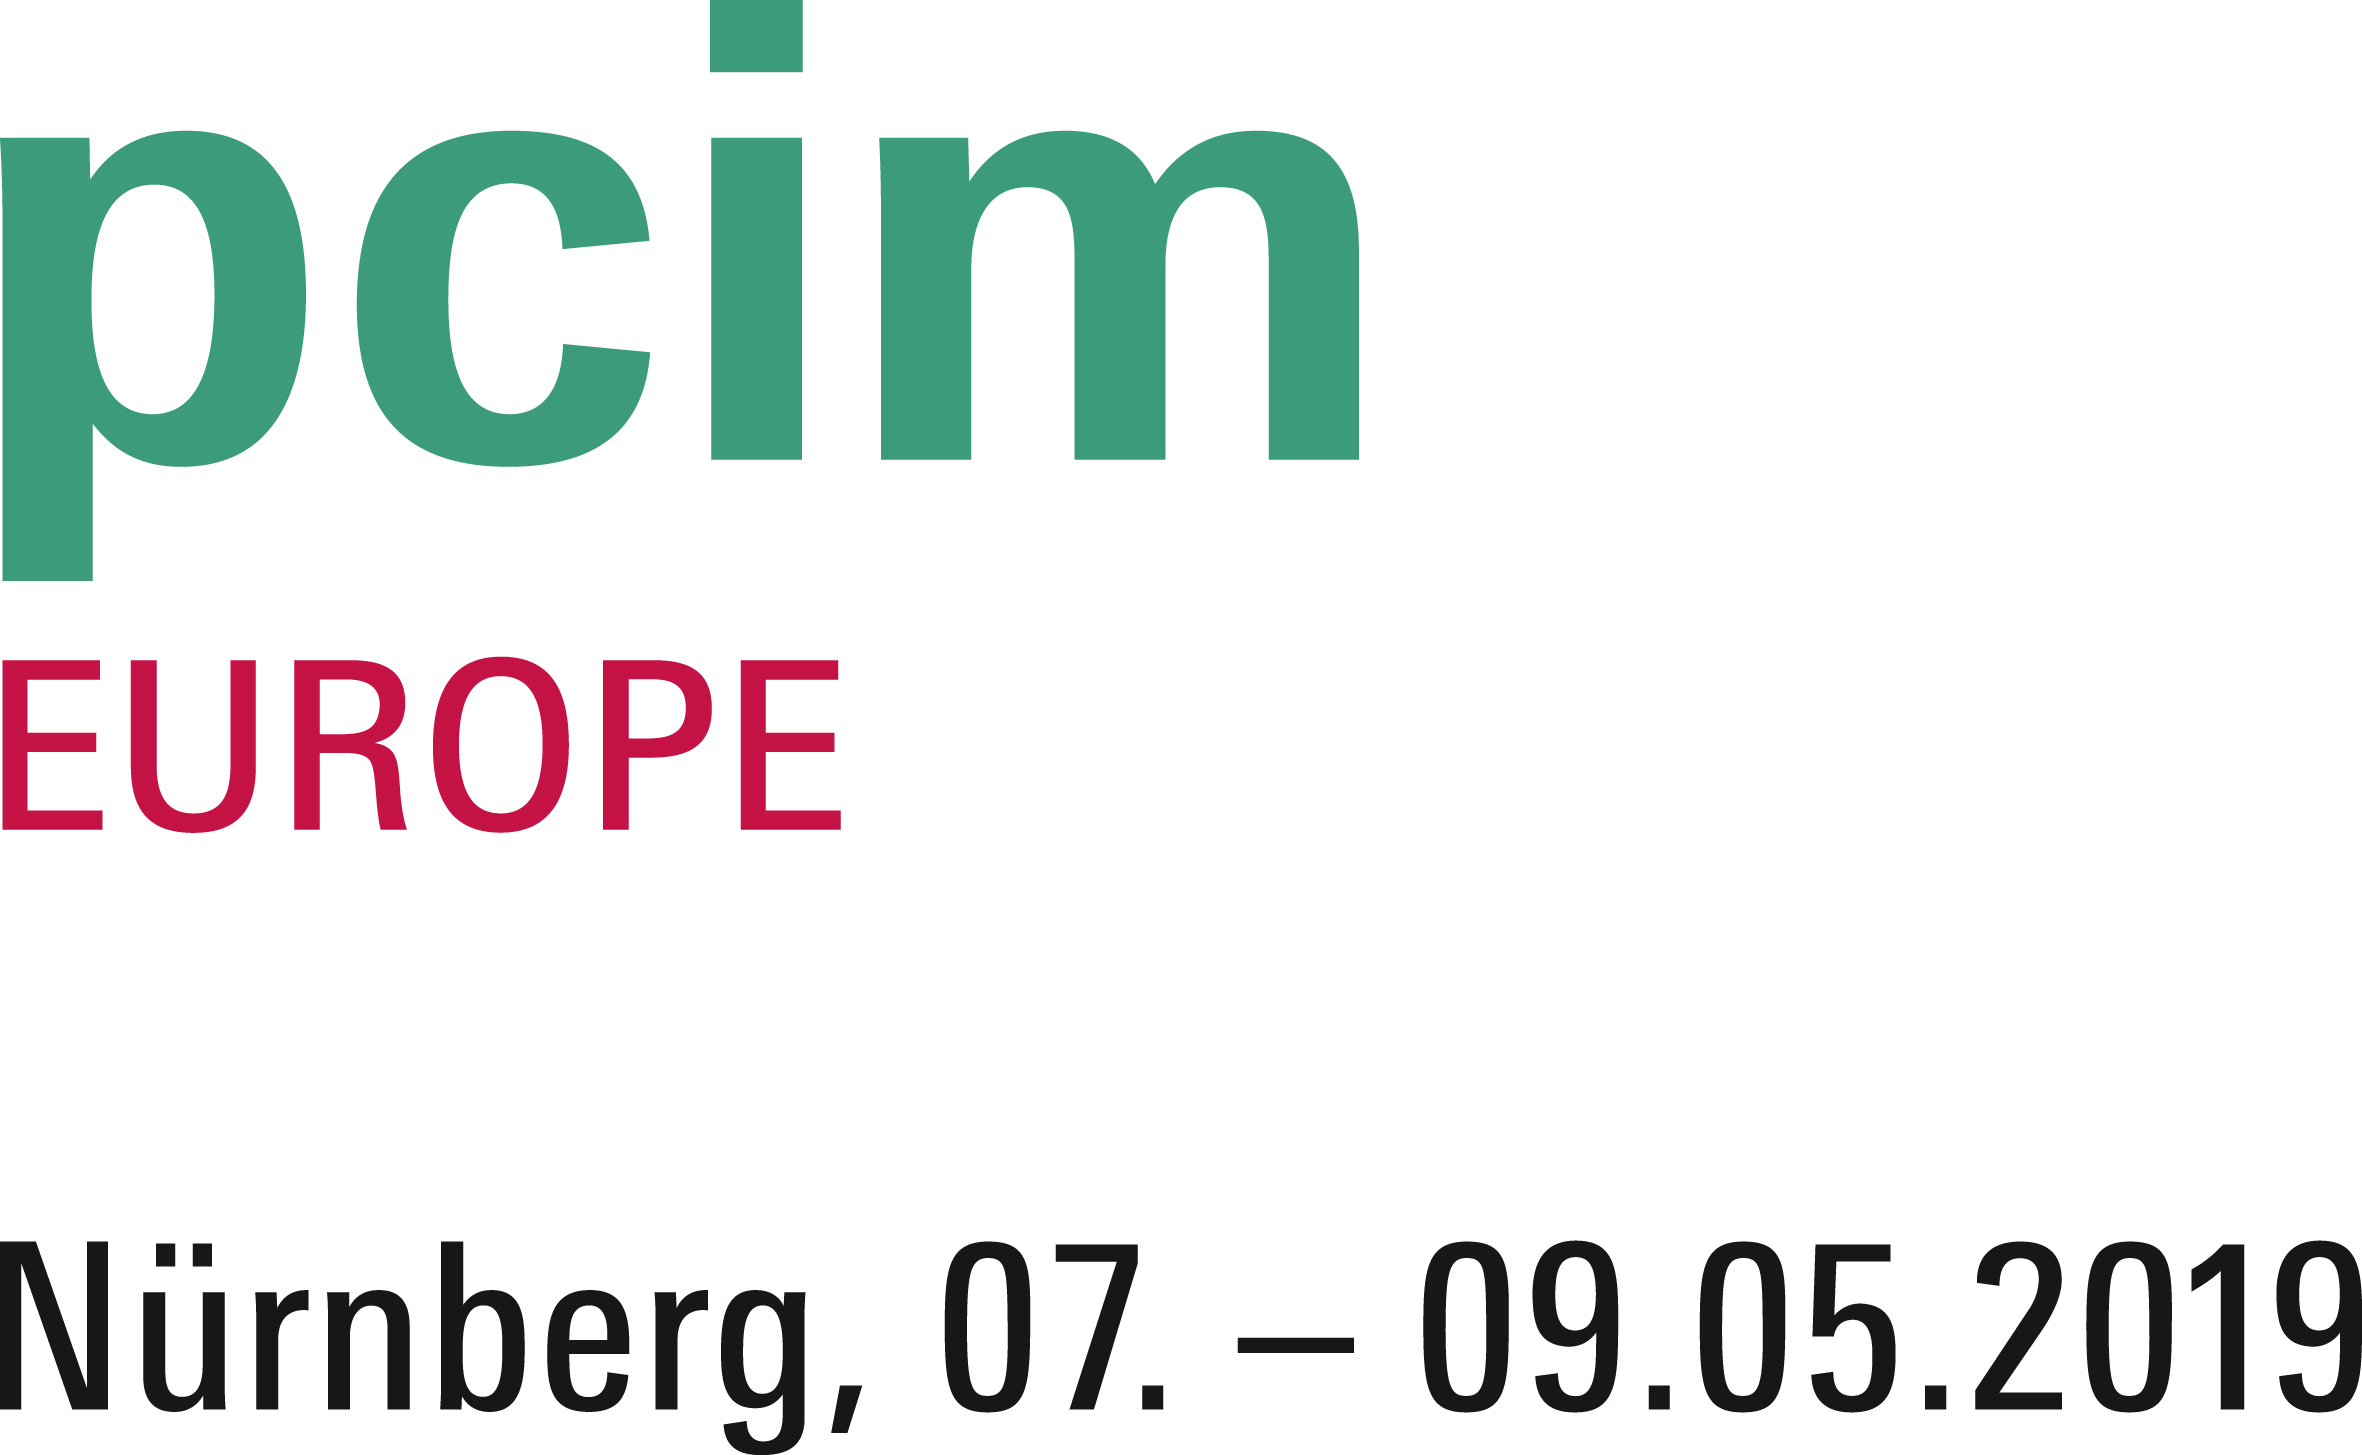 pcim
EUROPE
Nürnberg, 07. – 09.05.2019